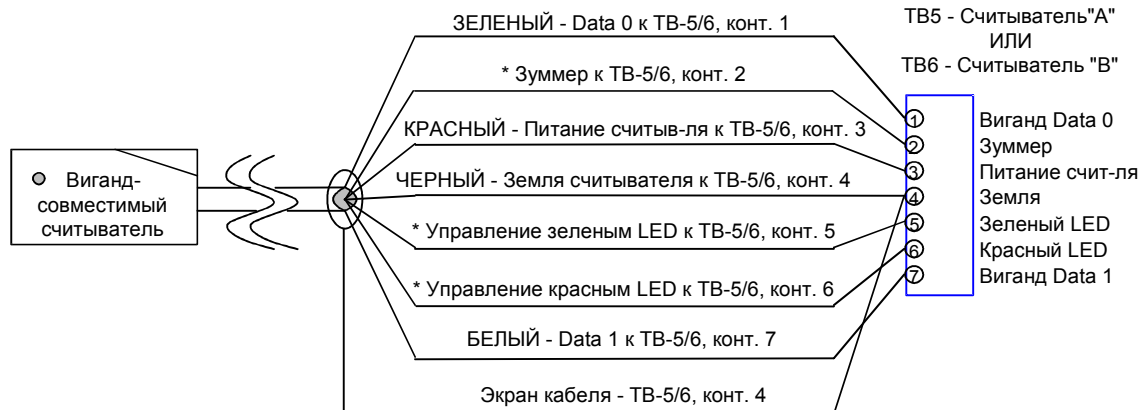 ТВ5 - Считыватель"А"
ИЛИ
ТВ6 - Считыватель "В"
ЗЕЛЕНЫЙ - Data 0 к ТВ-5/6, конт. 1
* Зуммер к ТВ-5/6, конт. 2
КРАСНЫЙ - Питание считыв-ля к ТВ-5/6, конт. 3
ЧЕРНЫЙ - Земля считывателя к ТВ-5/6, конт. 4
* Управление зеленым LED к ТВ-5/6, конт. 5
* Управление красным LED к ТВ-5/6, конт. 6
БЕЛЫЙ - Data 1 к ТВ-5/6, конт. 7
Экран кабеля - ТВ-5/6, конт. 4
Виганд-
совместимый
считыватель
1 Виганд Data 0
2 Зуммер
3 Питание счит-ля
4 Земля
5 Зеленый LED
6 Красный LED
7 Виганд Data 1